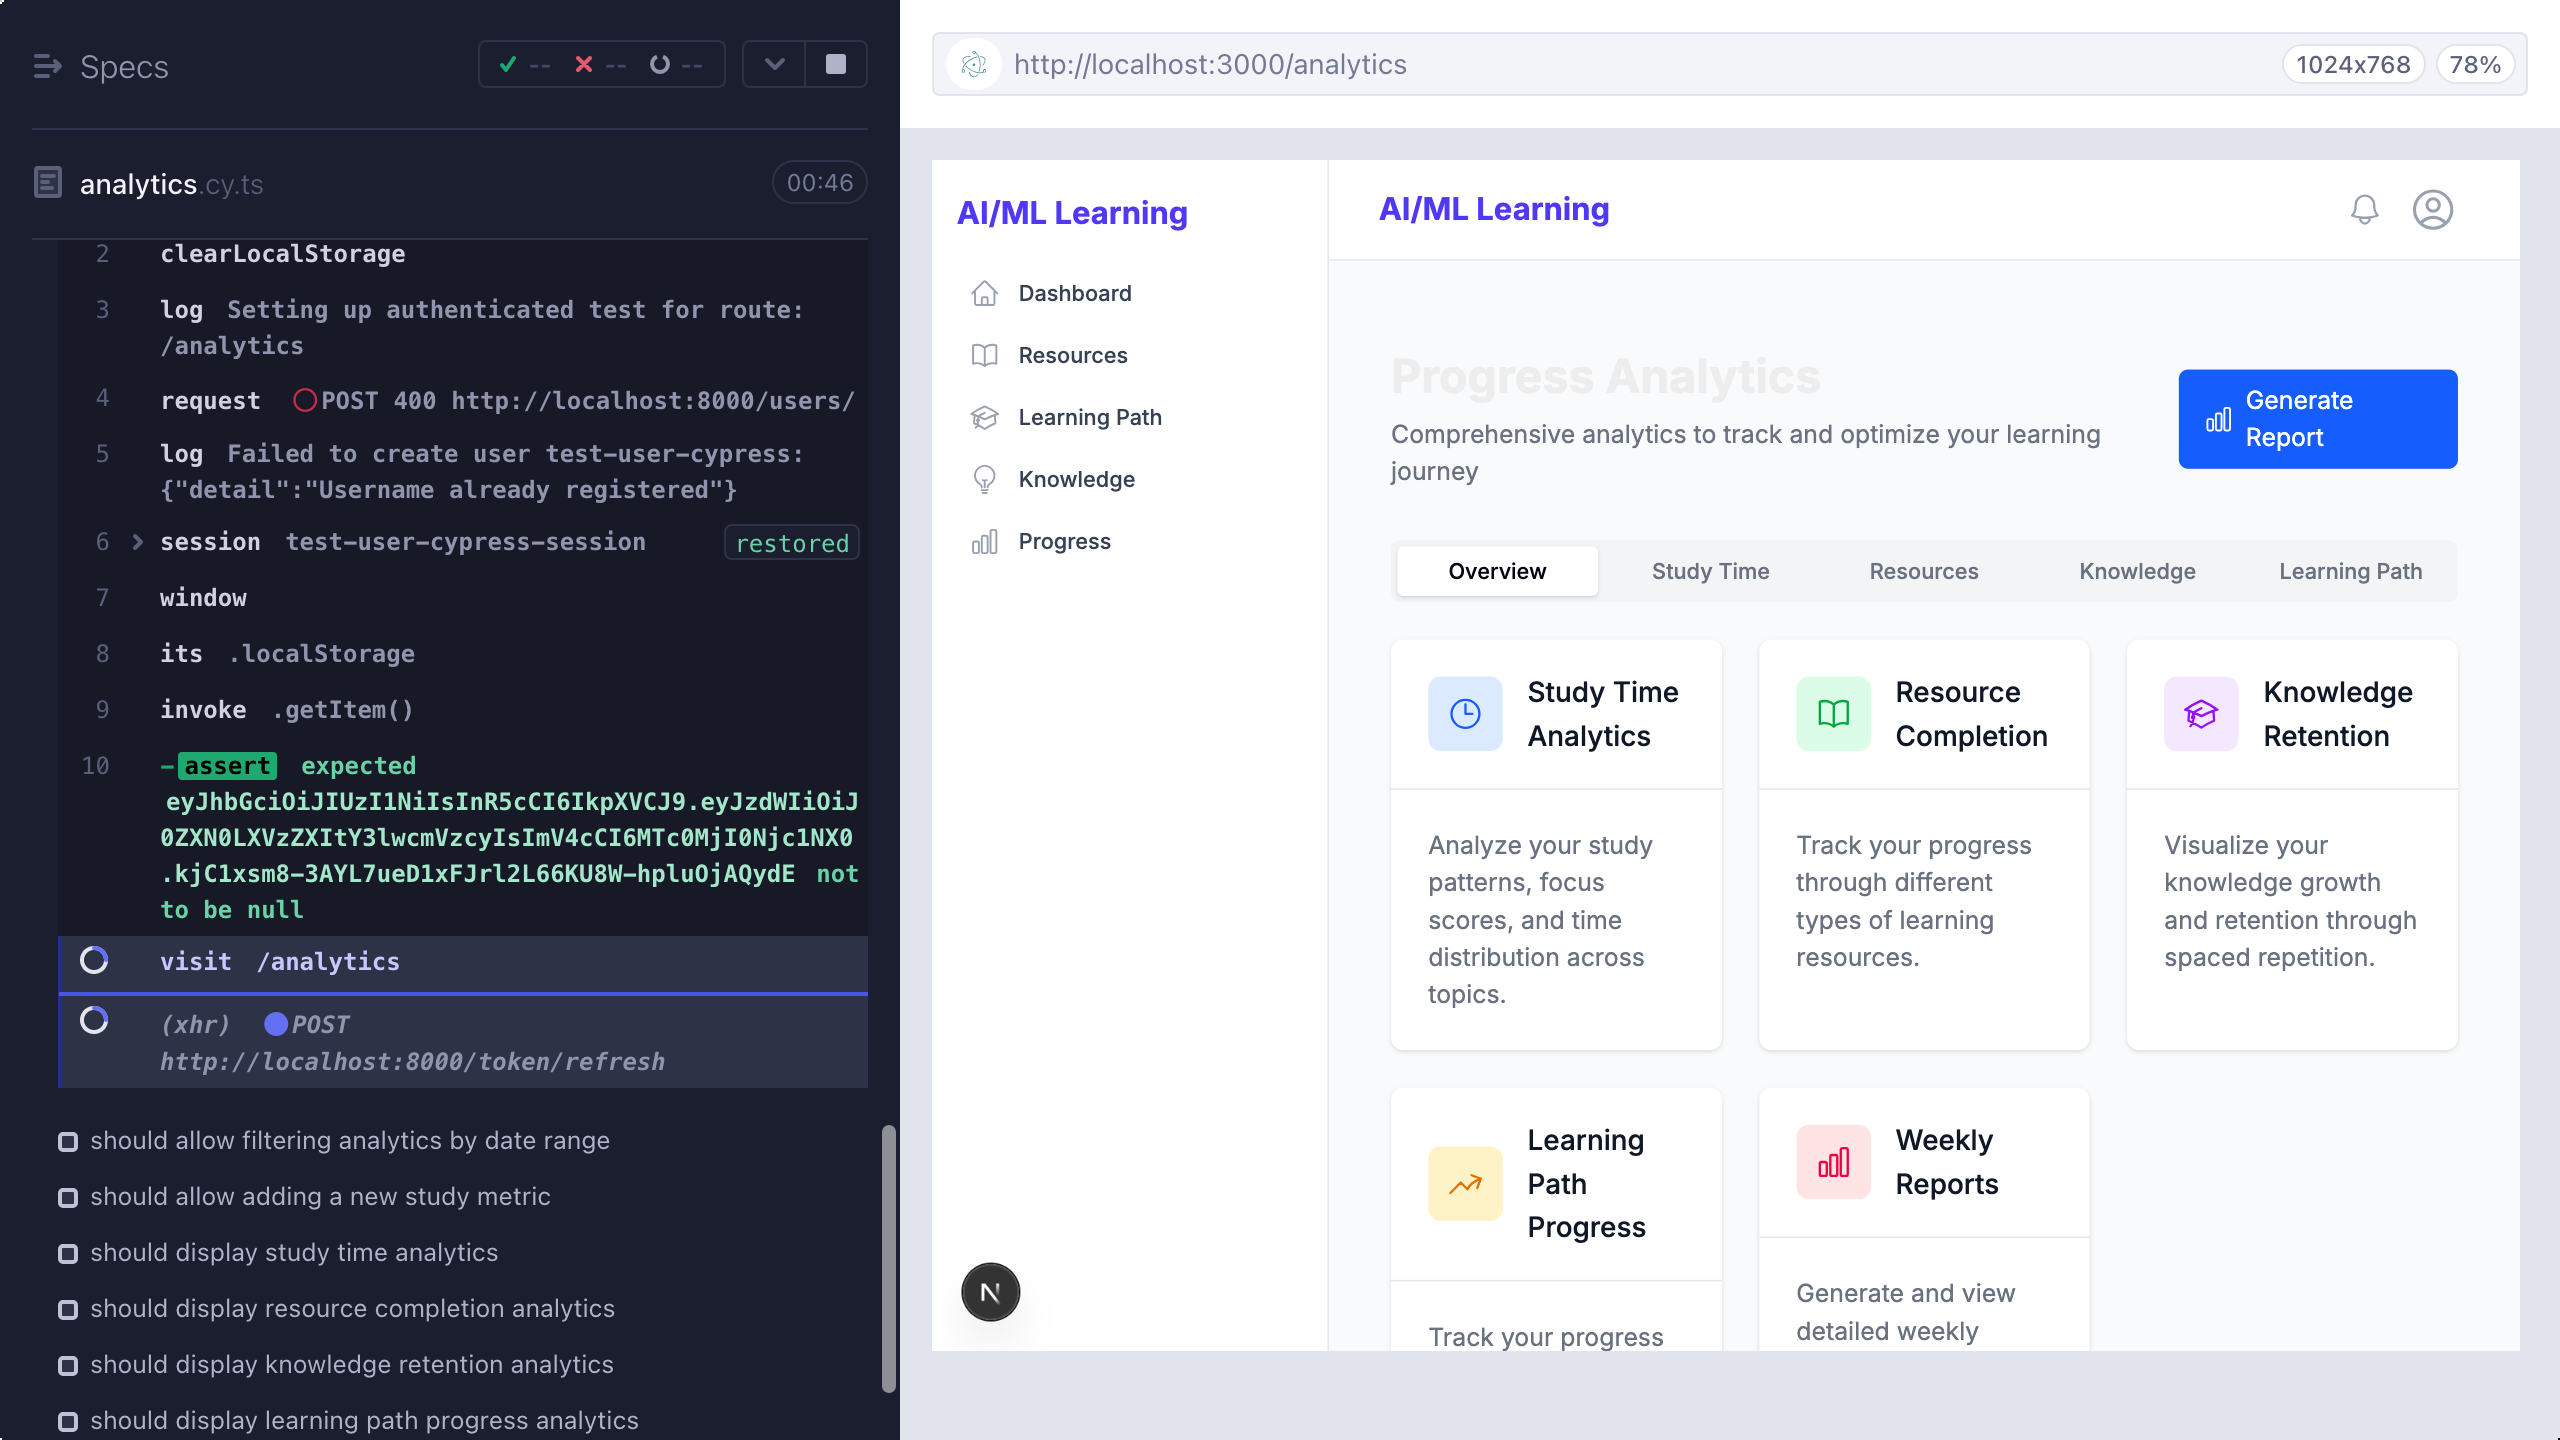 Specs
-- -- --
analytics.cy.ts
00:46
2 clearLocalStorage
3 log Setting up authenticated test for route:
/analytics
4 request POST 400 http://localhost:8000/users/
5 log Failed to create user test-user-cypress:
{"detail":"Username already registered"}
6 session test-user-cypress-session restored
7 window
8 its .localStorage
9 invoke .getItem()
10 -assert expected
eyJhbGciOiJIUzI1NiIsInR5cCI6IkpXVCJ9.eyJzdWIiOiJ
0ZXN0LXVzZXItY3lwcmVzcyIsImV4cCI6MTc0MjI0Njc1NX0
.kjC1xsm8-3AYL7ueD1xFJrl2L66KU8W-hpluOjAQydE not
to be null
visit /analytics
(xhr) POST
http://localhost:8000/token/refresh
should allow filtering analytics by date range
should allow adding a new study metric
should display study time analytics
should display resource completion analytics
should display knowledge retention analytics
should display learning path progress analytics
http://localhost:3000/analytics
1024x768
78%
AI/ML Learning
Dashboard
Resources
Learning Path
Knowledge
Progress
N
AI/ML Learning
Progress Analytics
Comprehensive analytics to track and optimize your learning
journey
Generate
Report
Overview Study Time Resources Knowledge Learning Path
Study Time
Analytics
Analyze your study
patterns, focus
scores, and time
distribution across
topics.
Resource
Completion
Track your progress
through different
types of learning
resources.
Knowledge
Retention
Visualize your
knowledge growth
and retention through
spaced repetition.
Learning
Path
Progress
Track your progress
Weekly
Reports
Generate and view
detailed weekly